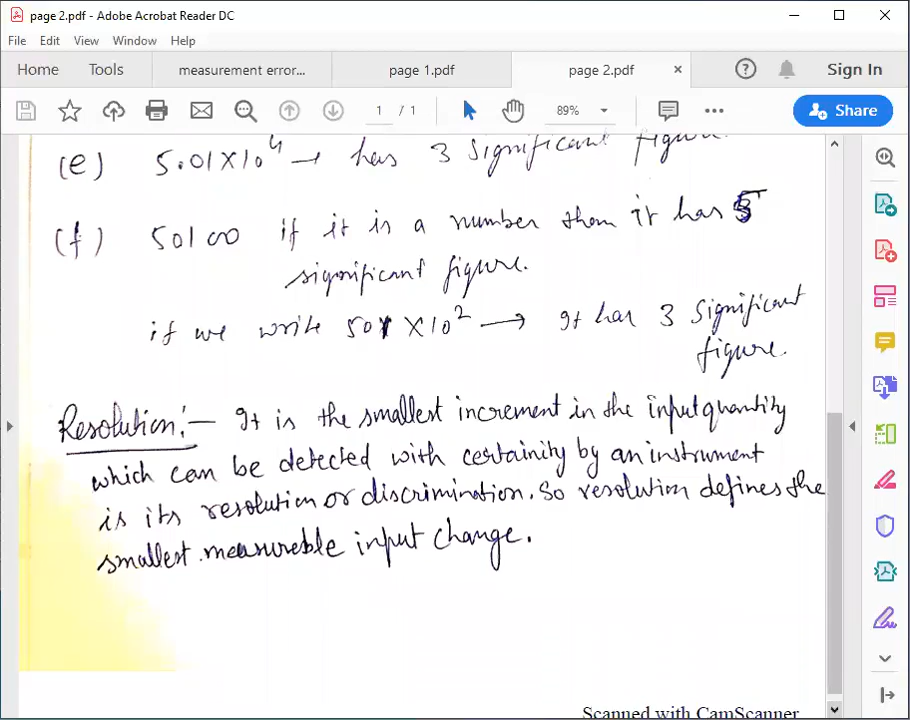 page 2.pdf - Adobe Acrobat Reader DC
File Edit View Window Help
Home Tools measurement error... page 1.pdf page 2.pdf × ? Sign In
1 / 1 89% Share
(e) 5.01×10⁴ → has 3 significant figure.
(f) 50100 if it is a number then it has 5
significant figure.
if we write 501×10² → It has 3 Significant
figure.
Resolution:- It is the smallest increment in the input quantity
which can be detected with certainity by an instrument
is its resolution or discrimination. So resolution defines the
smallest measureble input change.
Scanned with CamScanner